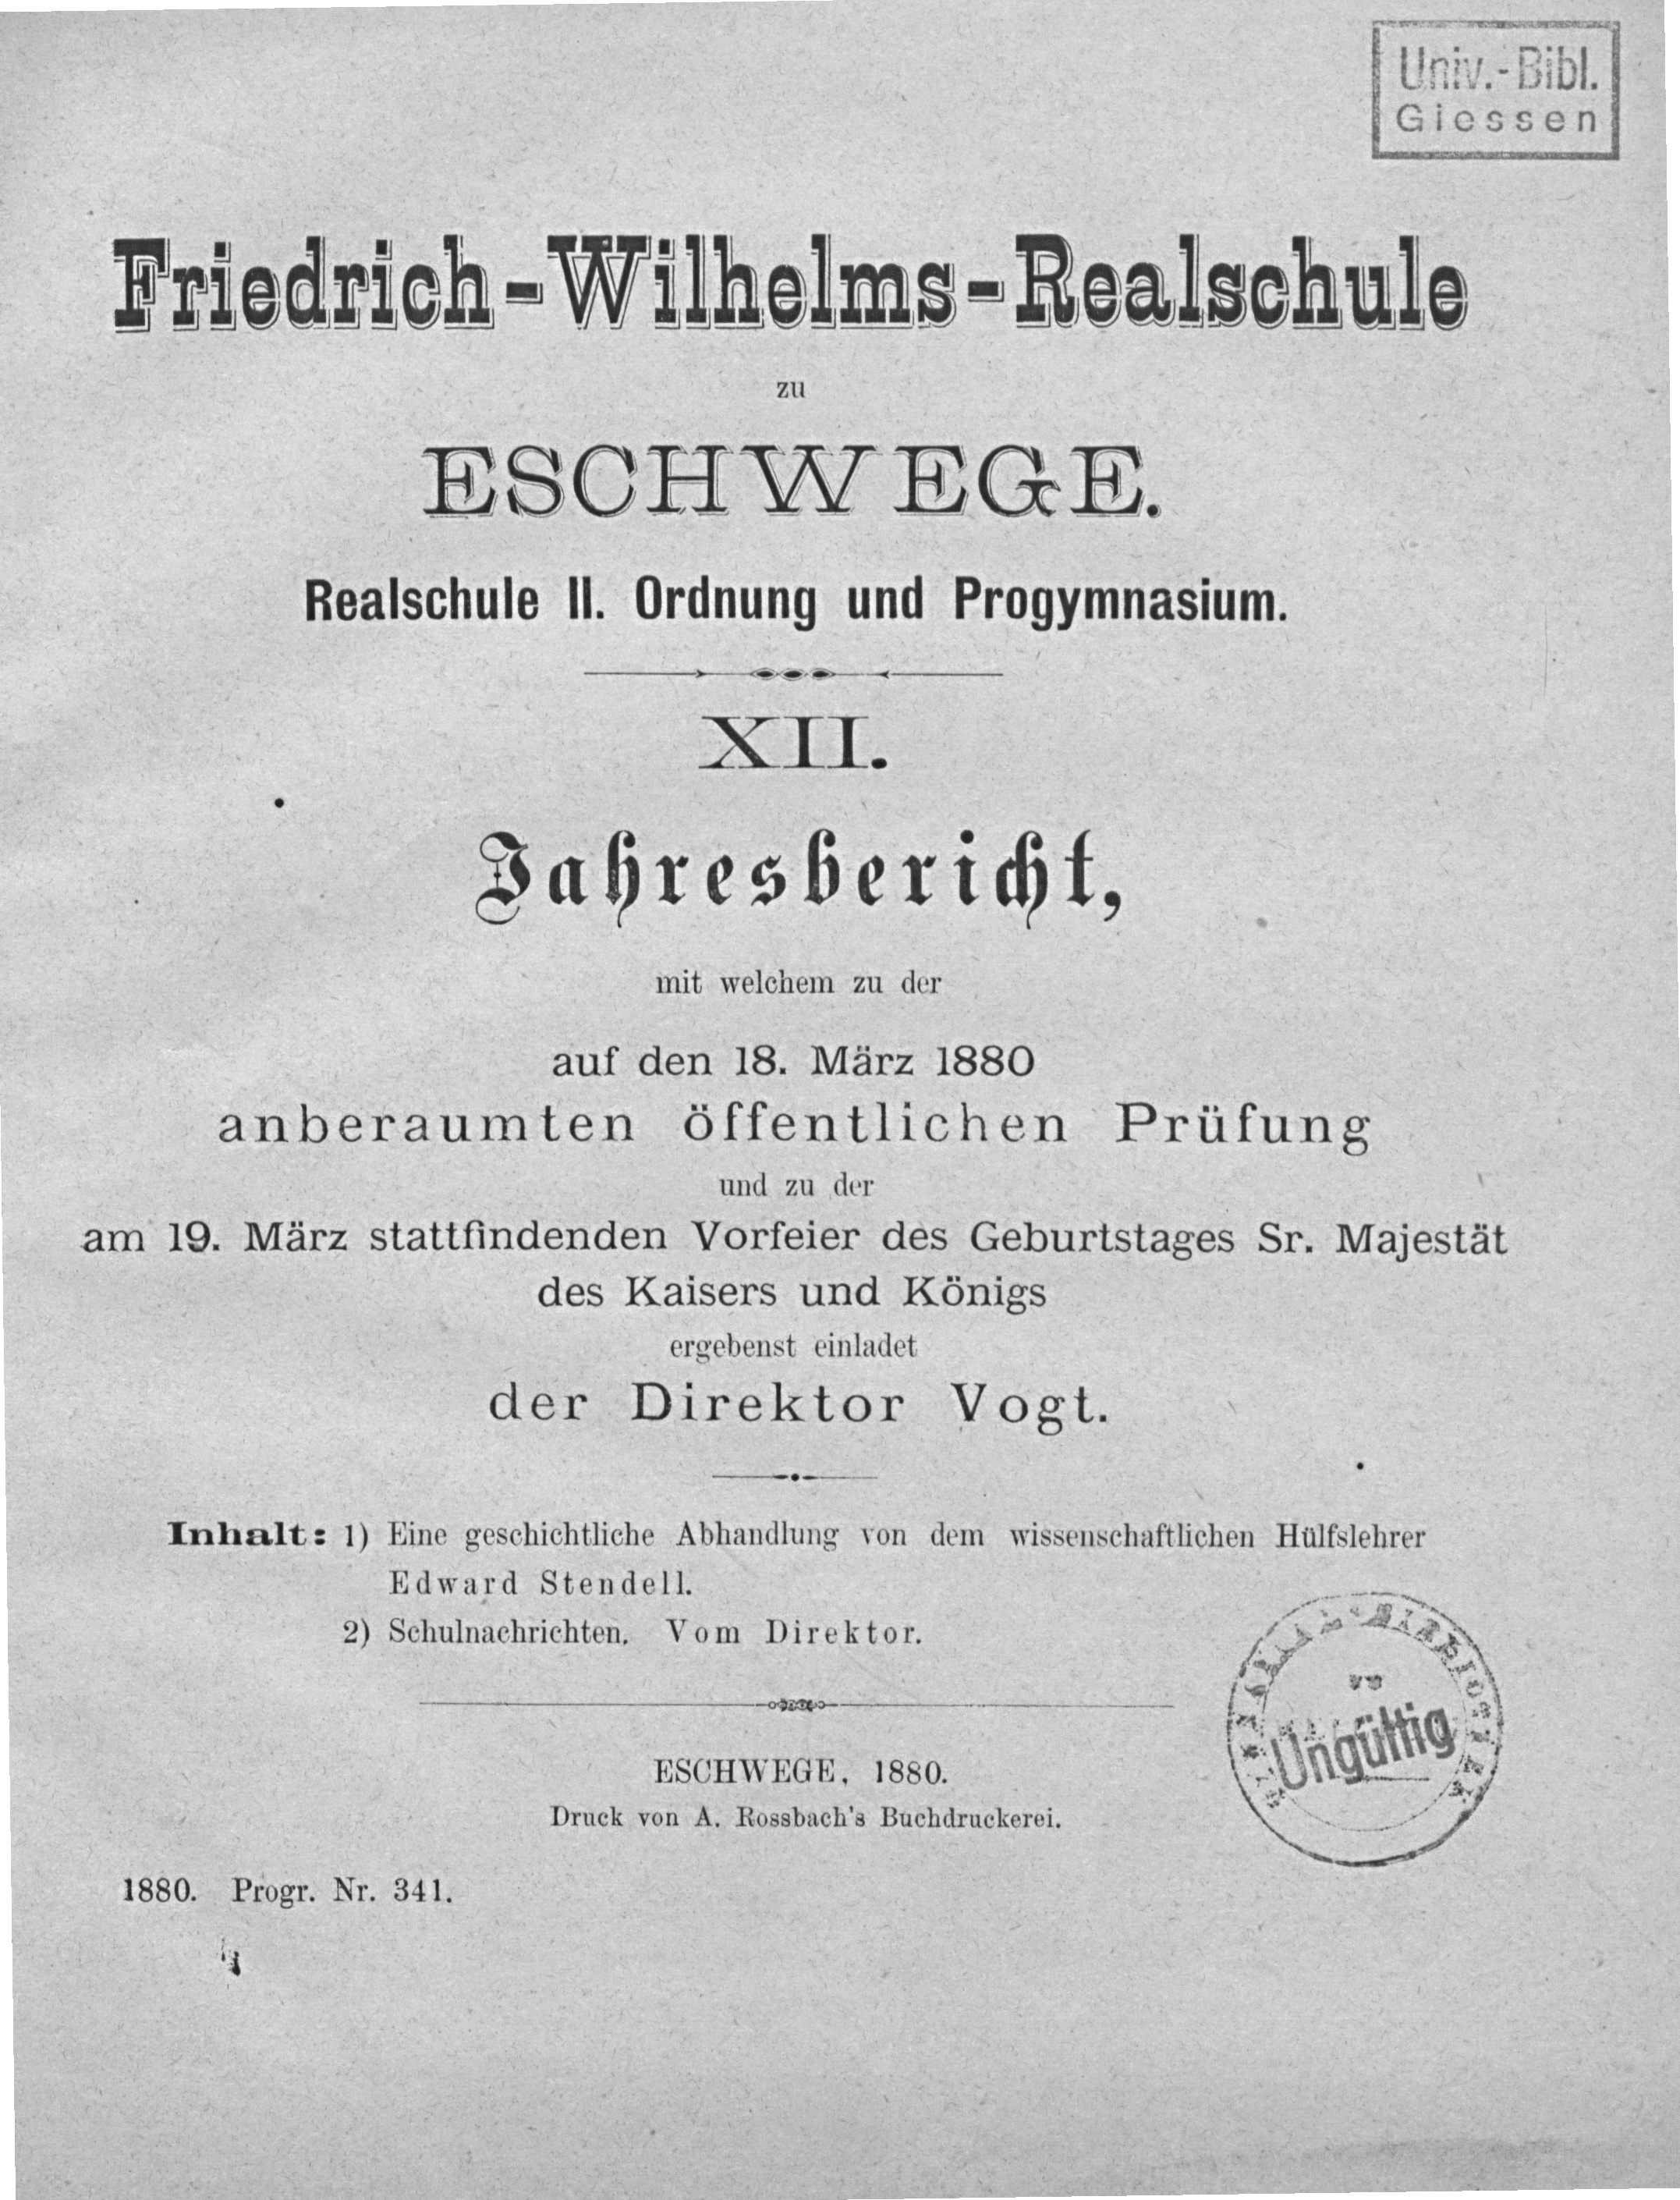 Univ.-Bibl.
Giessen
Friedrich-Wilhelms-Realschule
zu
ESCHWEGE.
Realschule II. Ordnung und Progymnasium.
XII.
Jahresbericht,
mit welchem zu der
auf den 18. März 1880
anberaumten öffentlichen Prüfung
und zu der
am 19. März stattfindenden Vorfeier des Geburtstages Sr. Majestät
des Kaisers und Königs
ergebenst einladet
der Direktor Vogt.
Inhalt: 1) Eine geschichtliche Abhandlung von dem wissenschaftlichen Hülfslehrer
Edward Stendell.
2) Schulnachrichten. Vom Direktor.
Ungültig
ESCHWEGE, 1880.
Druck von A. Rossbach's Buchdruckerei.
1880. Progr. Nr. 341.